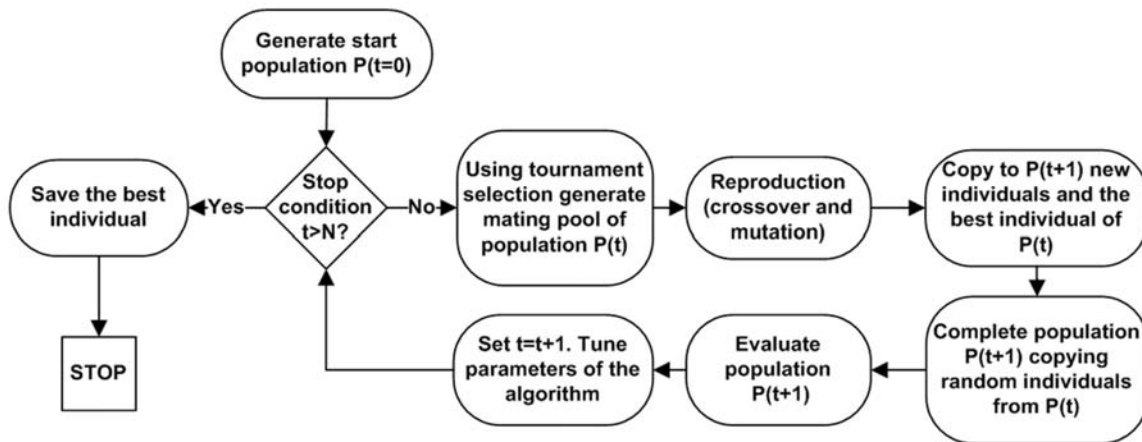 Generate start
population P(t=0)
Save the best
individual
Yes
Stop
condition
t>N?
No
Using tournament
selection generate
mating pool of
population P(t)
Reproduction
(crossover and
mutation)
Copy to P(t+1) new
individuals and the
best individual of
P(t)
STOP
Set t=t+1. Tune
parameters of the
algorithm
Evaluate
population
P(t+1)
Complete population
P(t+1) copying
random individuals
from P(t)